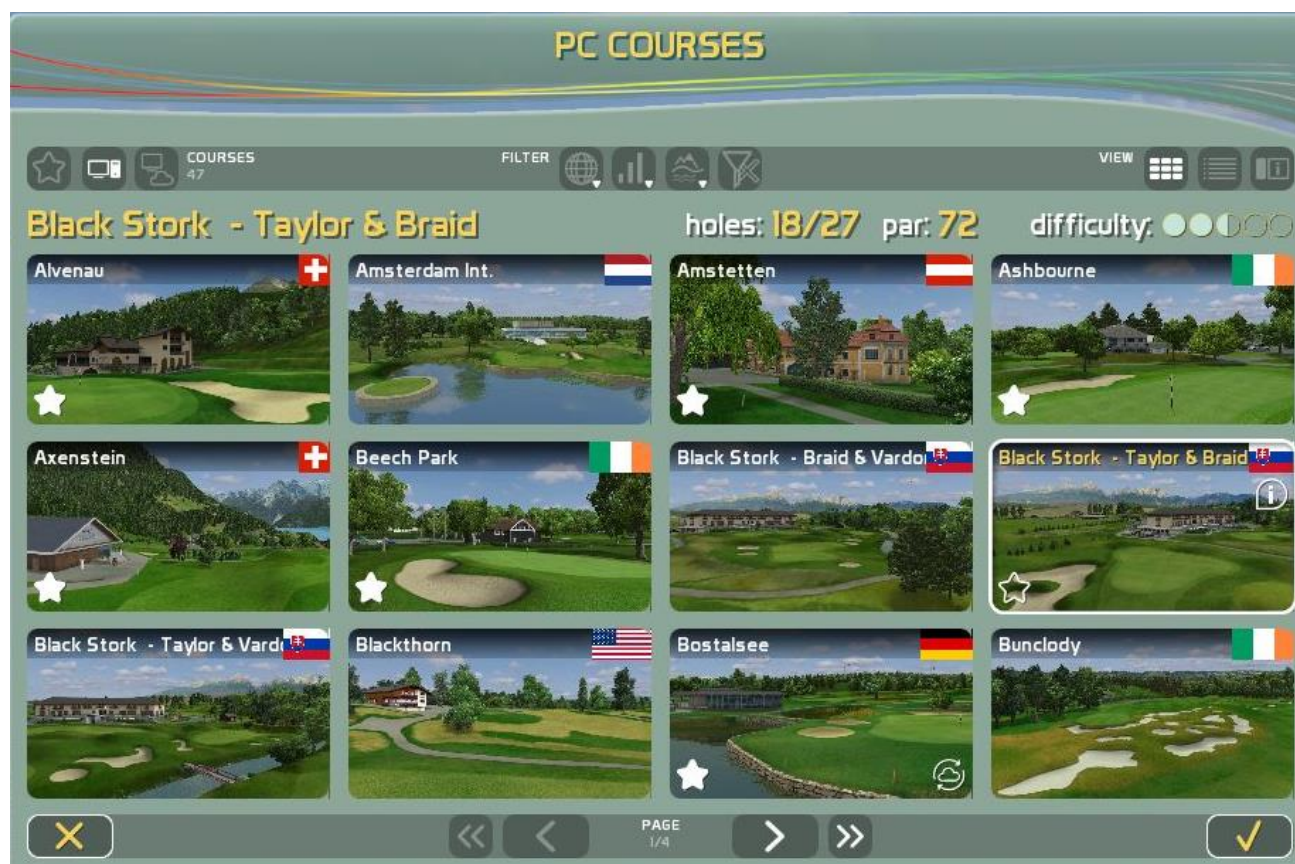 PC COURSES
COURSES
47
FILTER
VIEW
Black Stork - Taylor & Braid
holes: 18/27 par: 72 difficulty:
Alvenau
Amsterdam Int.
Amstetten
Ashbourne
Axenstein
Beech Park
Black Stork - Braid & Vardo
Black Stork - Taylor & Braid
Black Stork - Taylor & Vard
Blackthorn
Bostalsee
Bunclody
PAGE
1/4